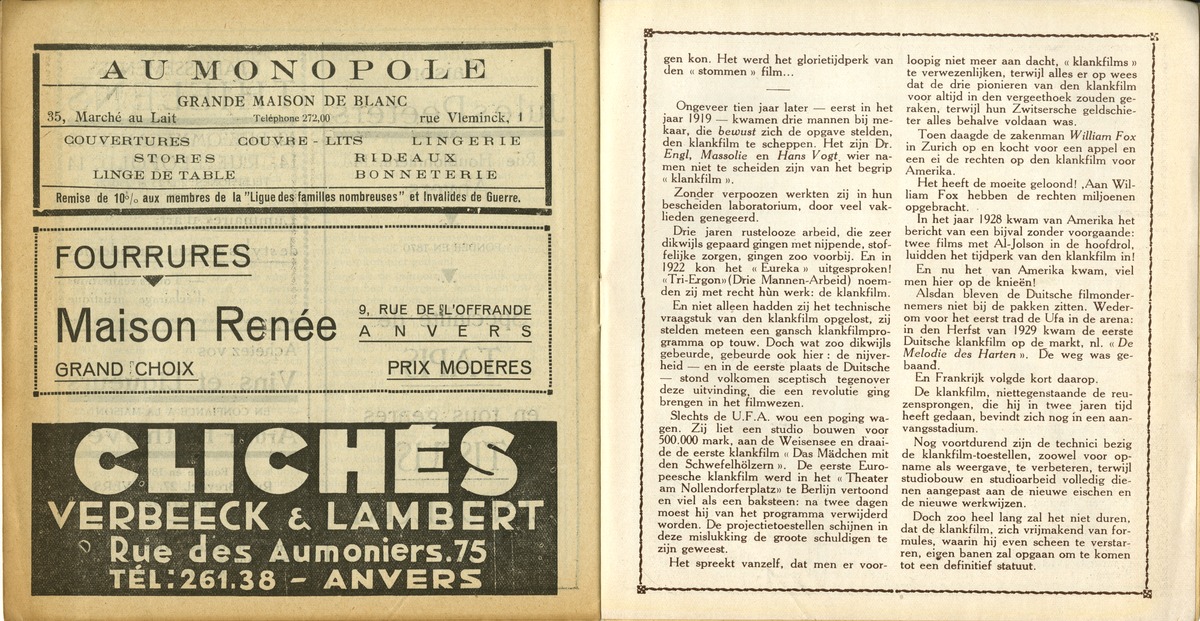 AU MONOPOLE
GRANDE MAISON DE BLANC
35, Marché au Lait Téléphone 272,00 rue Vleminck, 1
COUVERTURES COUVRE - LITS LINGERIE
STORES RIDEAUX
LINGE DE TABLE BONNETERIE
Remise de 10% aux membres de la "Ligue des familles nombreuses" et Invalides de Guerre.
FOURRURES
Maison Renée
9, RUE DE L'OFFRANDE
ANVERS
GRAND CHOIX
PRIX MODERES
CLICHÉS
VERBEECK & LAMBERT
Rue des Aumoniers.75
TÉL: 261.38 - ANVERS
gen kon. Het werd het glorietijdperk van
den « stommen » film...
Ongeveer tien jaar later — eerst in het
jaar 1919 — kwamen drie mannen bij me-
kaar, die bewust zich de opgave stelden,
den klankfilm te scheppen. Het zijn Dr.
Engl, Massolie en Hans Vogt, wier na-
men niet te scheiden zijn van het begrip
« klankfilm ».
Zonder verpoozen werkten zij in hun
bescheiden laboratorium, door veel vak-
lieden genegeerd.
Drie jaren rustelooze arbeid, die zeer
dikwijls gepaard gingen met nijpende, stof-
felijke zorgen, gingen zoo voorbij. En in
1922 kon het « Eureka » uitgesproken!
«Tri-Ergon»(Drie Mannen-Arbeid) noem-
den zij met recht hùn werk: de klankfilm.
En niet alleen hadden zij het technische
vraagstuk van den klankfilm opgelost, zij
stelden meteen een gansch klankfilmpro-
gramma op touw. Doch wat zoo dikwijls
gebeurde, gebeurde ook hier : de nijver-
heid — en in de eerste plaats de Duitsche
— stond volkomen sceptisch tegenover
deze uitvinding, die een revolutie ging
brengen in het filmwezen.
Slechts de U.F.A. wou een poging wa-
gen. Zij liet een studio bouwen voor
500.000 mark, aan de Weisensee en draai-
de de eerste klankfilm « Das Mädchen mit
den Schwefelhölzern ». De eerste Euro-
peesche klankfilm werd in het « Theater
am Nollendorferplatz» te Berlijn vertoond
en viel als een baksteen: na twee dagen
moest hij van het programma verwijderd
worden. De projectietoestellen schijnen in
deze mislukking de groote schuldigen te
zijn geweest.
Het spreekt vanzelf, dat men er voor-
loopig niet meer aan dacht, « klankfilms »
te verwezenlijken, terwijl alles er op wees
dat de drie pionieren van den klankfilm
voor altijd in den vergeethoek zouden ge-
raken, terwijl hun Zwitsersche geldschie-
ter alles behalve voldaan was.
Toen daagde de zakenman William Fox
in Zurich op en kocht voor een appel en
een ei de rechten op den klankfilm voor
Amerika.
Het heeft de moeite geloond! Aan Wil-
liam Fox hebben de rechten miljoenen
opgebracht.
In het jaar 1928 kwam van Amerika het
bericht van een bijval zonder voorgaande:
twee films met Al-Jolson in de hoofdrol,
luidden het tijdperk van den klankfilm in!
En nu het van Amerika kwam, viel
men hier op de knieën!
Alsdan bleven de Duitsche filmonder-
nemers niet bij de pakken zitten. Weder-
om voor het eerst trad de Ufa in de arena:
in den Herfst van 1929 kwam de eerste
Duitsche klankfilm op de markt, nl. « De
Melodie des Harten ». De weg was ge-
baand.
En Frankrijk volgde kort daarop.
De klankfilm, niettegenstaande de reu-
zensprongen, die hij in twee jaren tijd
heeft gedaan, bevindt zich nog in een aan-
vangsstadium.
Nog voortdurend zijn de technici bezig
de klankfilm-toestellen, zoowel voor op-
name als weergave, te verbeteren, terwijl
studiobouw en studioarbeid volledig die-
nen aangepast aan de nieuwe eischen en
de nieuwe werkwijzen.
Doch zoo heel lang zal het niet duren,
dat de klankfilm, zich vrijmakend van for-
mules, waarin hij even scheen te verstar-
ren, eigen banen zal opgaan om te komen
tot een definitief statuut.